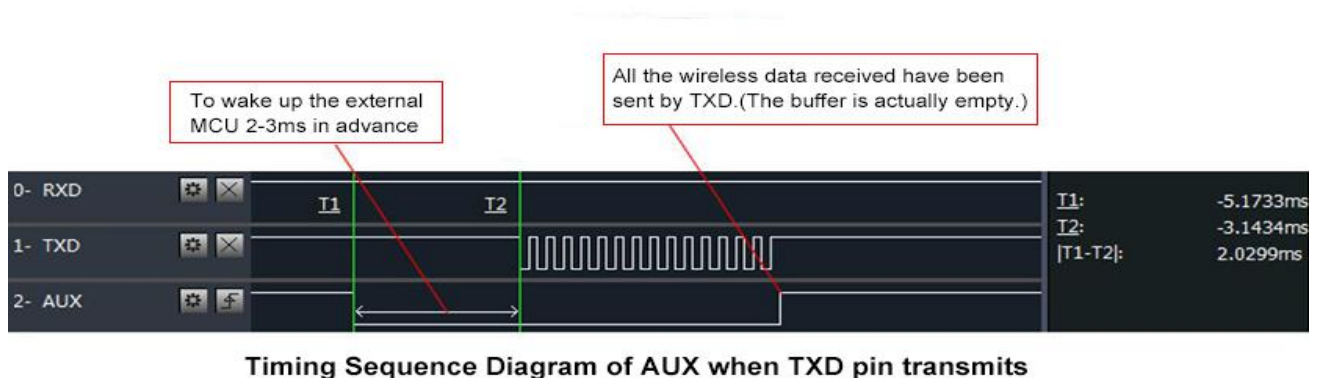 To wake up the external
MCU 2-3ms in advance
All the wireless data received have been
sent by TXD.(The buffer is actually empty.)
0- RXD
T1
T2
1- TXD
2- AUX
T1: -5.1733ms
T2: -3.1434ms
|T1-T2|: 2.0299ms
Timing Sequence Diagram of AUX when TXD pin transmits